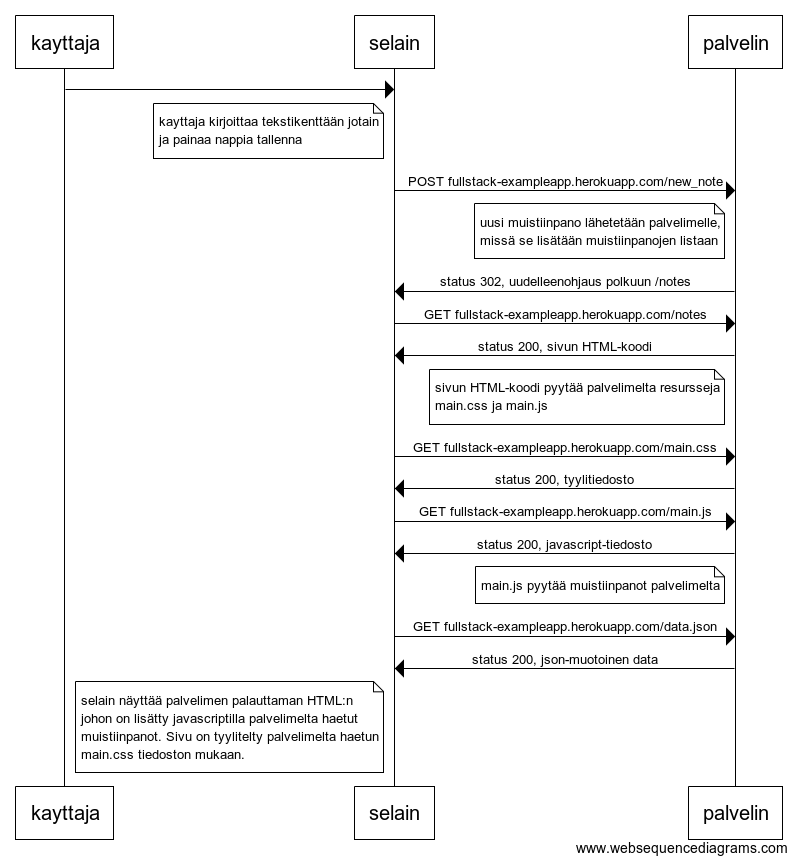 kayttaja
selain
palvelin
kayttaja kirjoittaa tekstikenttään jotain
ja painaa nappia tallenna
POST fullstack-exampleapp.herokuapp.com/new_note
uusi muistiinpano lähetetään palvelimelle,
missä se lisätään muistiinpanojen listaan
status 302, uudelleenohjaus polkuun /notes
GET fullstack-exampleapp.herokuapp.com/notes
status 200, sivun HTML-koodi
sivun HTML-koodi pyytää palvelimelta resursseja
main.css ja main.js
GET fullstack-exampleapp.herokuapp.com/main.css
status 200, tyylitiedosto
GET fullstack-exampleapp.herokuapp.com/main.js
status 200, javascript-tiedosto
main.js pyytää muistiinpanot palvelimelta
GET fullstack-exampleapp.herokuapp.com/data.json
status 200, json-muotoinen data
selain näyttää palvelimen palauttaman HTML:n
johon on lisätty javascriptilla palvelimelta haetut
muistiinpanot. Sivu on tyylitelty palvelimelta haetun
main.css tiedoston mukaan.
kayttaja
selain
palvelin
www.websequencediagrams.com